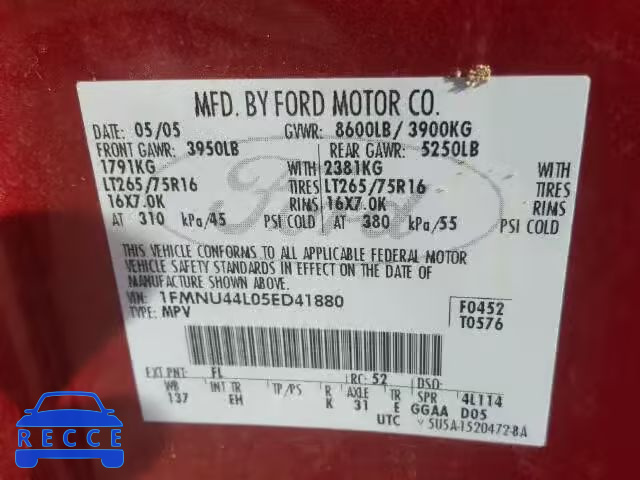 MFD. BY FORD MOTOR CO.
DATE: 05/05 GVWR: 8600LB/ 3900KG
FRONT GAWR: 3950LB REAR GAWR: 5250LB
1791KG WITH 2381KG WITH
LT265/75R16 TIRES LT265/75R16 TIRES
16X7.0K RIMS 16X7.0K RIMS
AT 310 kPa/45 PSI COLD AT 380 kPa/55 PSI COLD
Ford
THIS VEHICLE CONFORMS TO ALL APPLICABLE FEDERAL MOTOR
VEHICLE SAFETY STANDARDS IN EFFECT ON THE DATE OF
MANUFACTURE SHOWN ABOVE.
VIN: 1FMNU44L05ED41880 F0452
TYPE: MPV T0576
EXT PNT: FL RC: 52 DSO:
WB INT TR TP/PS R AXLE TR SPR 4L114
137 EH K 31 E GGAA D05
UTC 5U5A-1520472-BA
RECCE